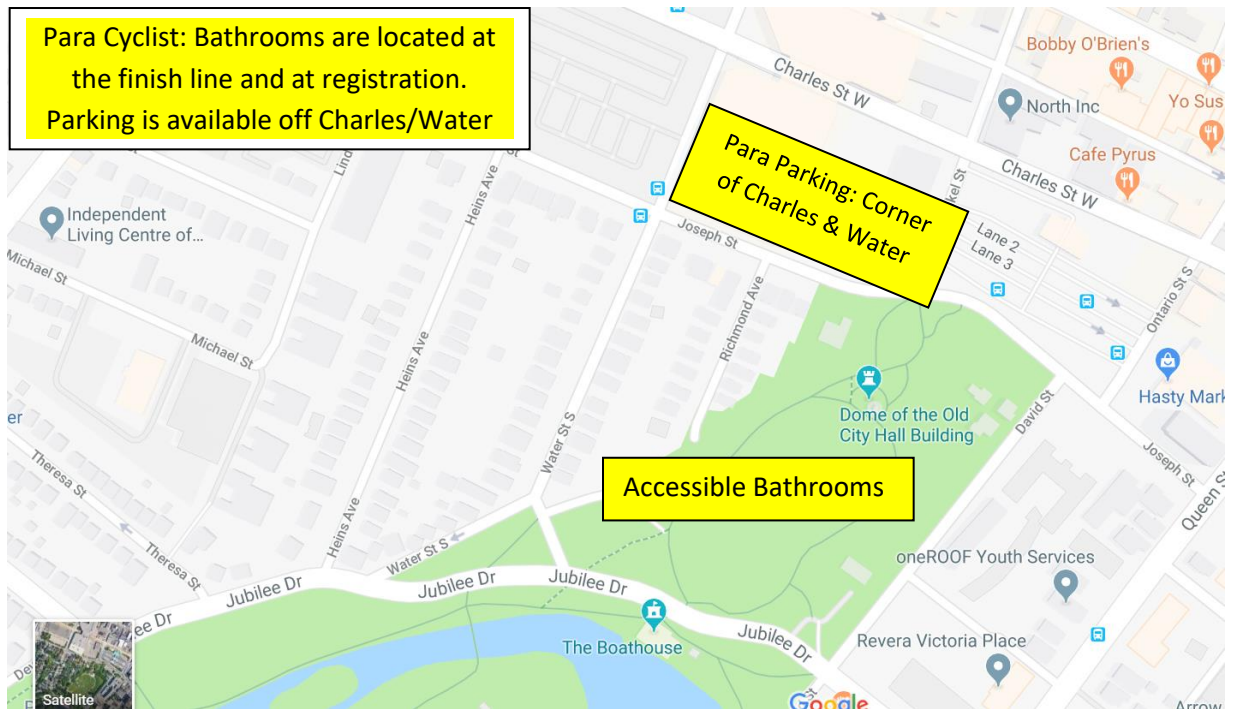 Para Cyclist: Bathrooms are located at
the finish line and at registration.
Parking is available off Charles/Water
Bobby O'Brien's
Charles St W
North Inc
Yo Sus
Para Parking: Corner
of Charles & Water
Cafe Pyrus
Charles St W
Heins Ave
Independent
Living Centre of...
Joseph St
Lane 2
Lane 3
Michael St
Richmond Ave
Ontario St S
Michael St
Heins Ave
Hasty Mark
Dome of the Old
City Hall Building
David St
er
Water St S
Joseph St
Theresa St
Accessible Bathrooms
Queen S
Heins Ave
Water St S
Theresa St
oneROOF Youth Services
Jubilee Dr
Jubilee Dr
Jubilee Dr
ee Dr
Jubilee Dr
The Boathouse
Revera Victoria Place
Satellite
Google
Arrow